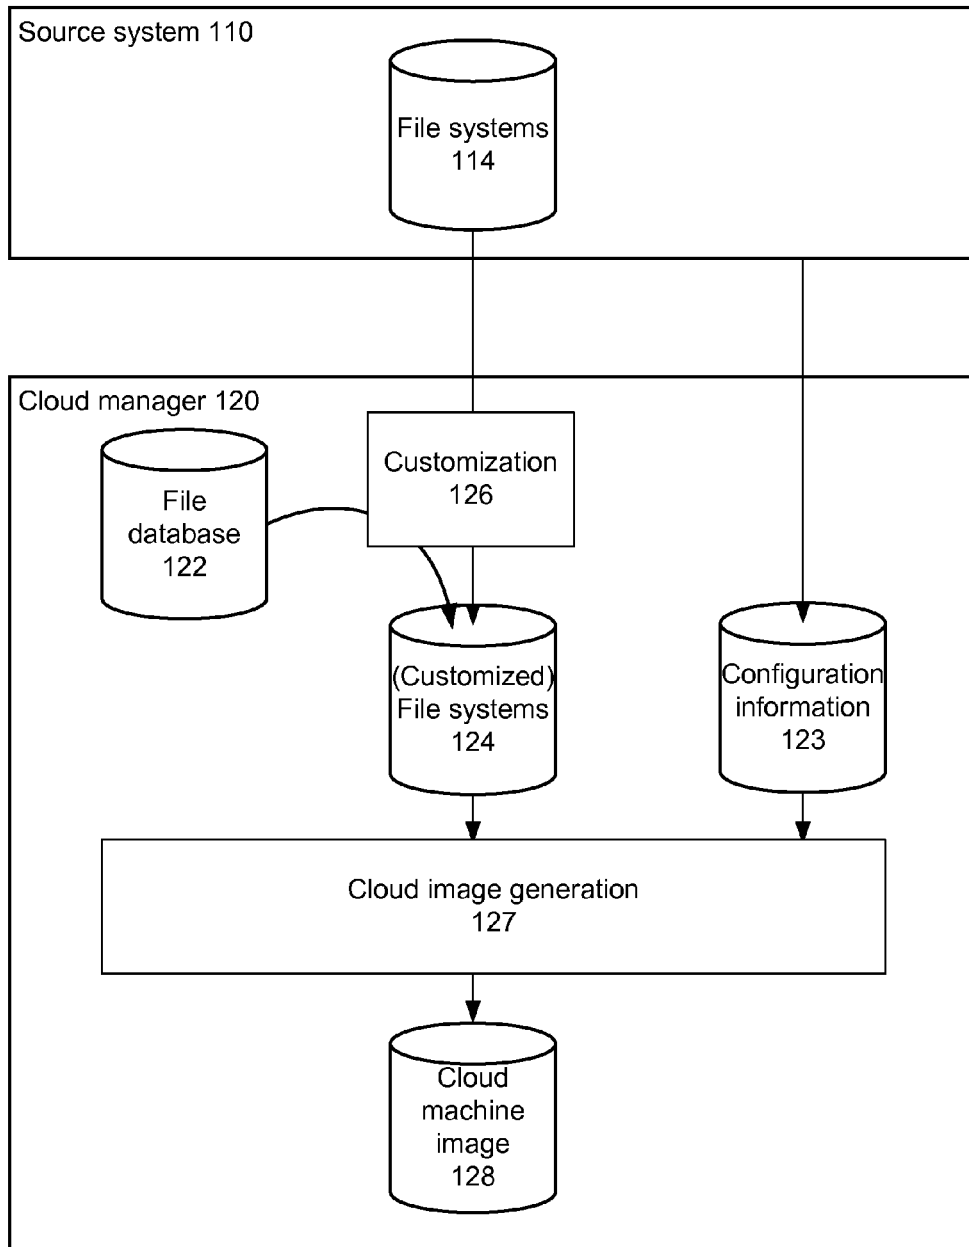 Source system 110
File systems
114
Cloud manager 120
Customization
126
File
database
122
(Customized)
File systems
124
Configuration
information
123
Cloud image generation
127
Cloud
machine
image
128